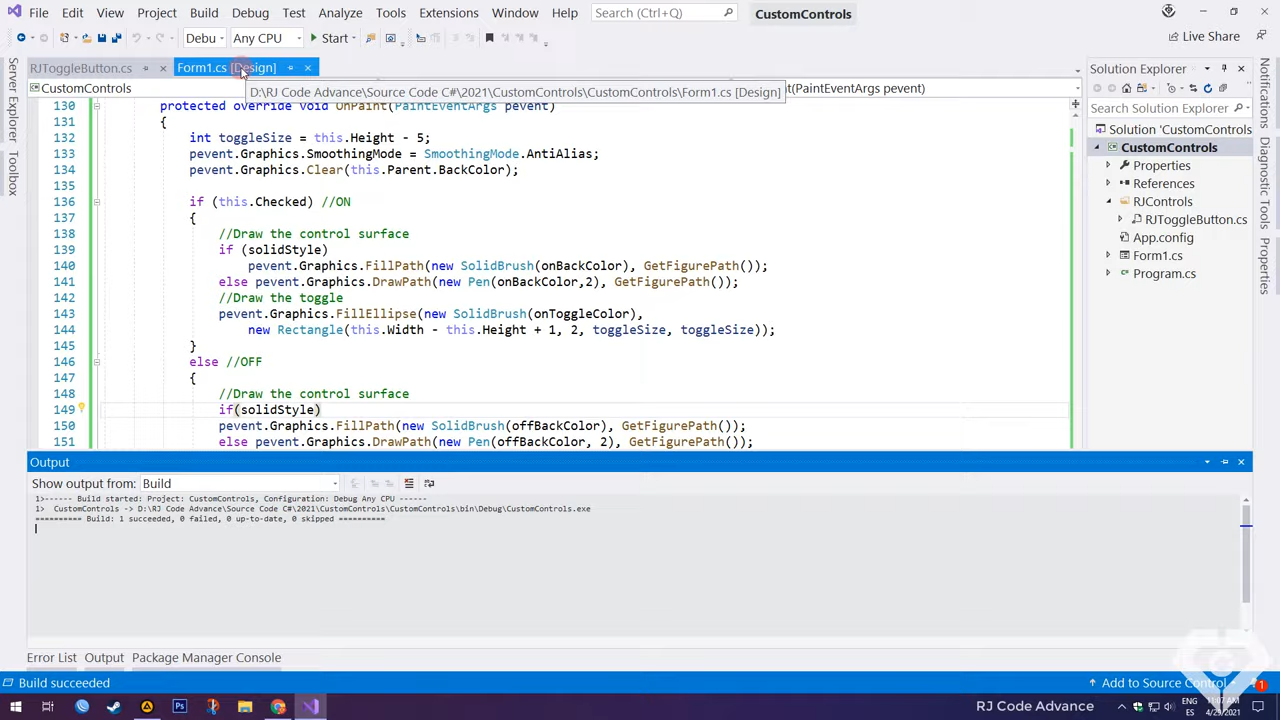 File Edit View Project Build Debug Test Analyze Tools Extensions Window Help Search (Ctrl+Q) CustomControls
Debu Any CPU Start Live Share
RJToggleButton.cs Form1.cs [Design]
Solution Explorer
CustomControls
D:\RJ Code Advance\Source Code C#\2021\CustomControls\CustomControls\Form1.cs [Design]
t(PaintEventArgs pevent)
Server Explorer
Toolbox
130 protected override void OnPaint(PaintEventArgs pevent)
131 {
132 int toggleSize = this.Height - 5;
133 pevent.Graphics.SmoothingMode = SmoothingMode.AntiAlias;
134 pevent.Graphics.Clear(this.Parent.BackColor);
135
136 if (this.Checked) //ON
137 {
138 //Draw the control surface
139 if (solidStyle)
140 pevent.Graphics.FillPath(new SolidBrush(onBackColor), GetFigurePath());
141 else pevent.Graphics.DrawPath(new Pen(onBackColor,2), GetFigurePath());
142 //Draw the toggle
143 pevent.Graphics.FillEllipse(new SolidBrush(onToggleColor),
144 new Rectangle(this.Width - this.Height + 1, 2, toggleSize, toggleSize));
145 }
146 else //OFF
147 {
148 //Draw the control surface
149 if(solidStyle)
150 pevent.Graphics.FillPath(new SolidBrush(offBackColor), GetFigurePath());
151 else pevent.Graphics.DrawPath(new Pen(offBackColor, 2), GetFigurePath());
Search Solution Explorer
Solution 'CustomControls
CustomControls
Properties
References
RJControls
RJToggleButton.cs
App.config
Form1.cs
Program.cs
Notifications
Diagnostic Tools
Properties
Output
Show output from: Build
1>------ Build started: Project: CustomControls, Configuration: Debug Any CPU ------
1> CustomControls -> D:\RJ Code Advance\Source Code C#\2021\CustomControls\CustomControls\bin\Debug\CustomControls.exe
========== Build: 1 succeeded, 0 failed, 0 up-to-date, 0 skipped ==========
Error List Output Package Manager Console
Build succeeded Add to Source Control 1
RJ Code Advance
ENG
ES
11:07 AM
4/29/2021